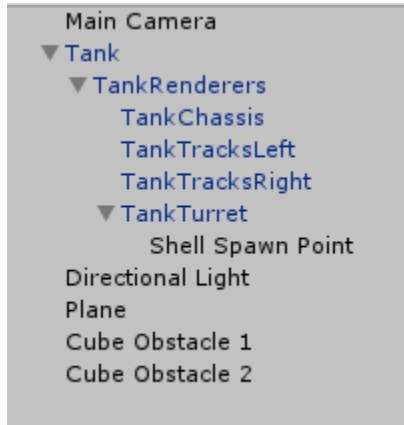 Main Camera
Tank
TankRenderers
TankChassis
TankTracksLeft
TankTracksRight
TankTurret
Shell Spawn Point
Directional Light
Plane
Cube Obstacle 1
Cube Obstacle 2